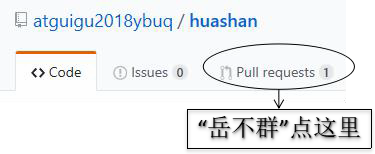 atguigu2018ybuq / huashan
Code Issues 0 Pull requests 1
“岳不群”点这里